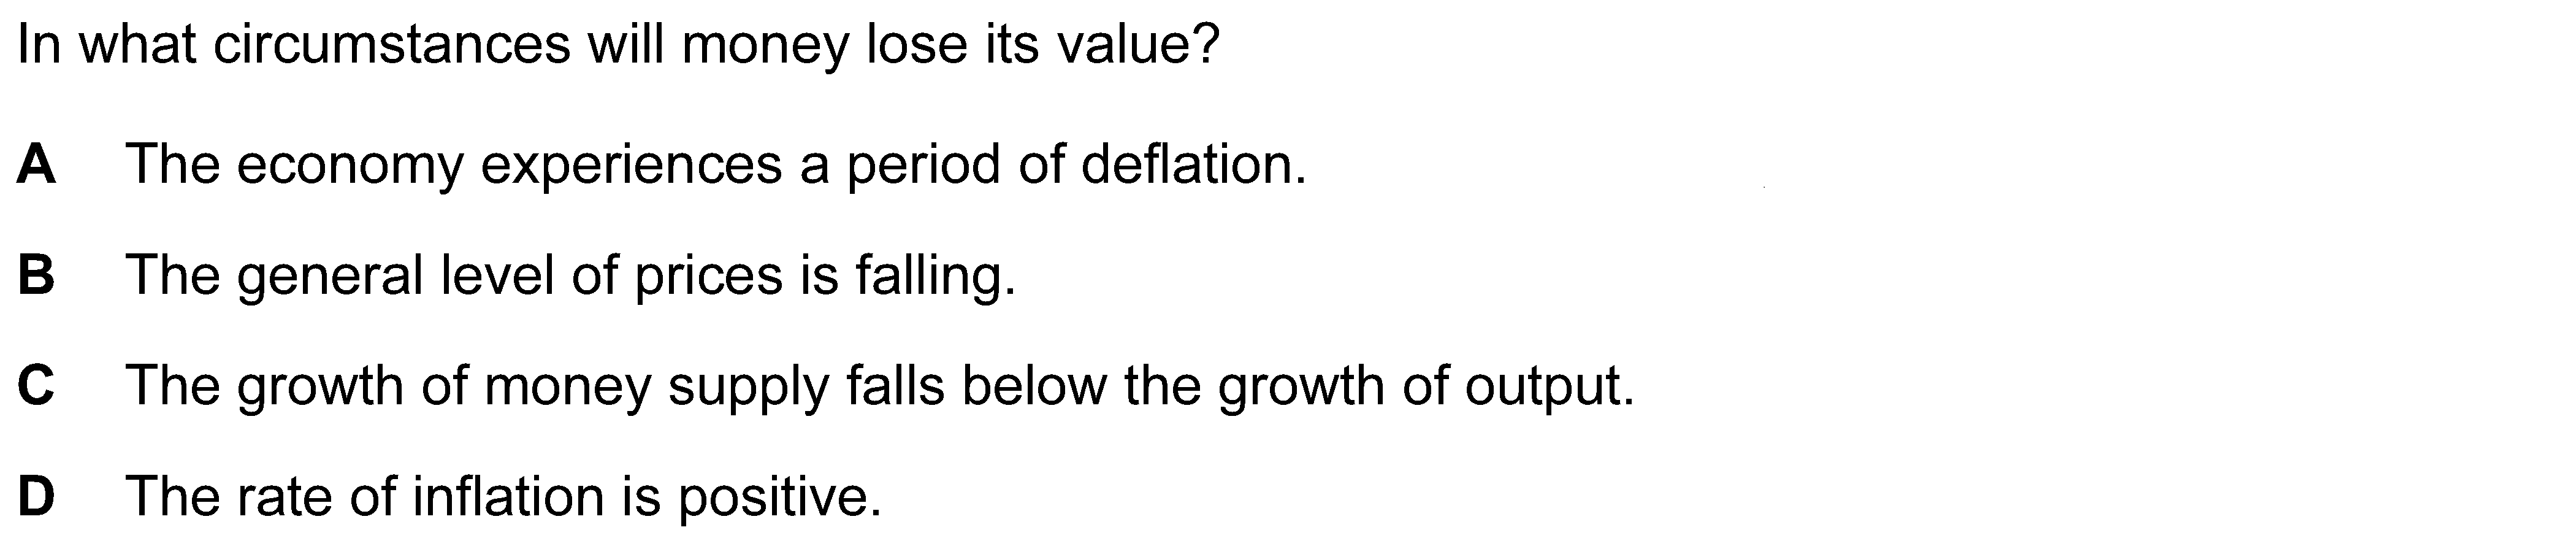 In what circumstances will money lose its value?
A The economy experiences a period of deflation.
B The general level of prices is falling.
C The growth of money supply falls below the growth of output.
D The rate of inflation is positive.